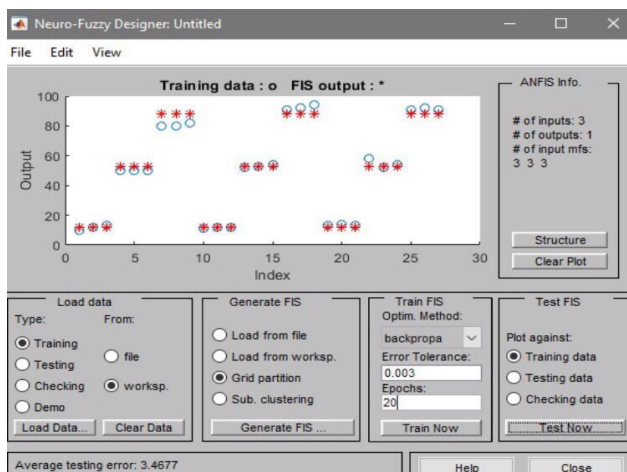 Neuro-Fuzzy Designer: Untitled
File Edit View
Training data : o FIS output : *
100
80
60
40
20
0
Output
0 5 10 15 20 25 30
Index
ANFIS Info.
# of inputs: 3
# of outputs: 1
# of input mfs:
3 3 3
Structure
Clear Plot
Load data
Type: From:
Training
Testing
Checking
Demo
file
worksp.
Load Data... Clear Data
Generate FIS
Load from file
Load from worksp.
Grid partition
Sub. clustering
Generate FIS ...
Train FIS
Optim. Method:
backpropa
Error Tolerance:
0.003
Epochs:
20
Train Now
Test FIS
Plot against:
Training data
Testing data
Checking data
Test Now
Average testing error: 3.4677
Help Close